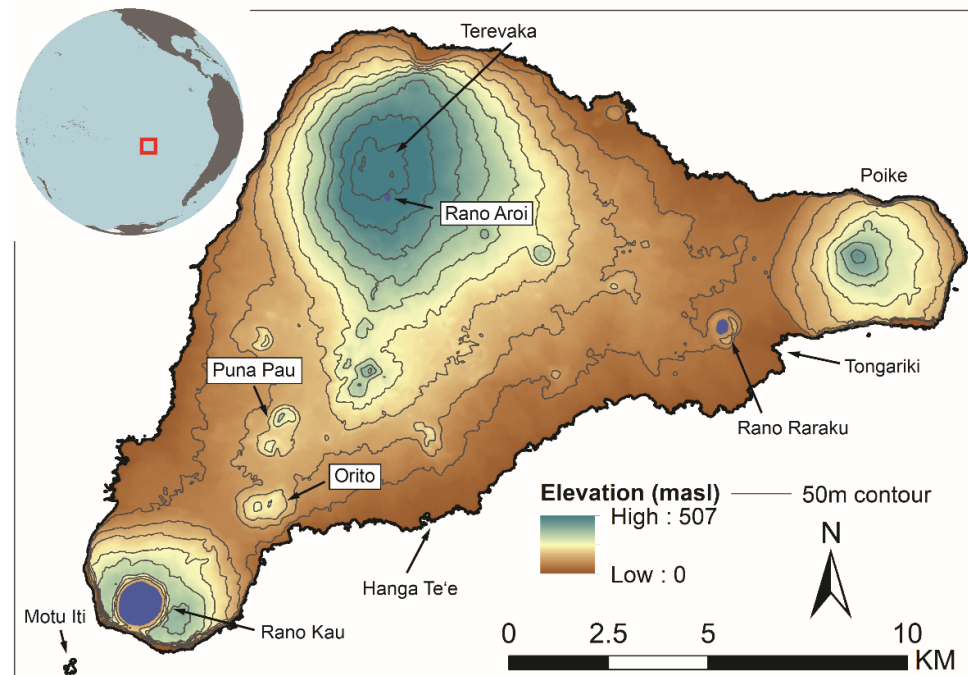 Terevaka
Poike
Rano Aroi
Puna Pau
Tongariki
Rano Raraku
Orito
Elevation (masl)
50m contour
High : 507
Low : 0
N
Hanga Te‘e
Motu Iti
Rano Kau
0 2.5 5 10
KM